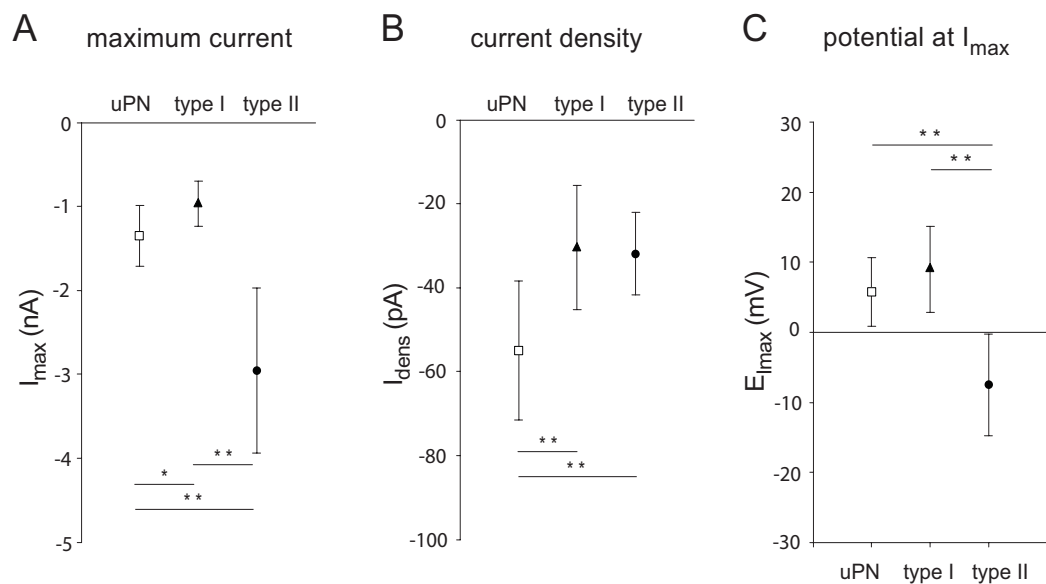 A
maximum current
uPN type I type II
0
-1
-2
-3
-4
-5
Imax (nA)
*
* *
* *
B
current density
uPN type I type II
0
-20
-40
-60
-80
-100
Idens (pA)
* *
* *
C
potential at Imax
30
20
10
0
-10
-20
-30
EImax (mV)
* *
* *
uPN type I type II